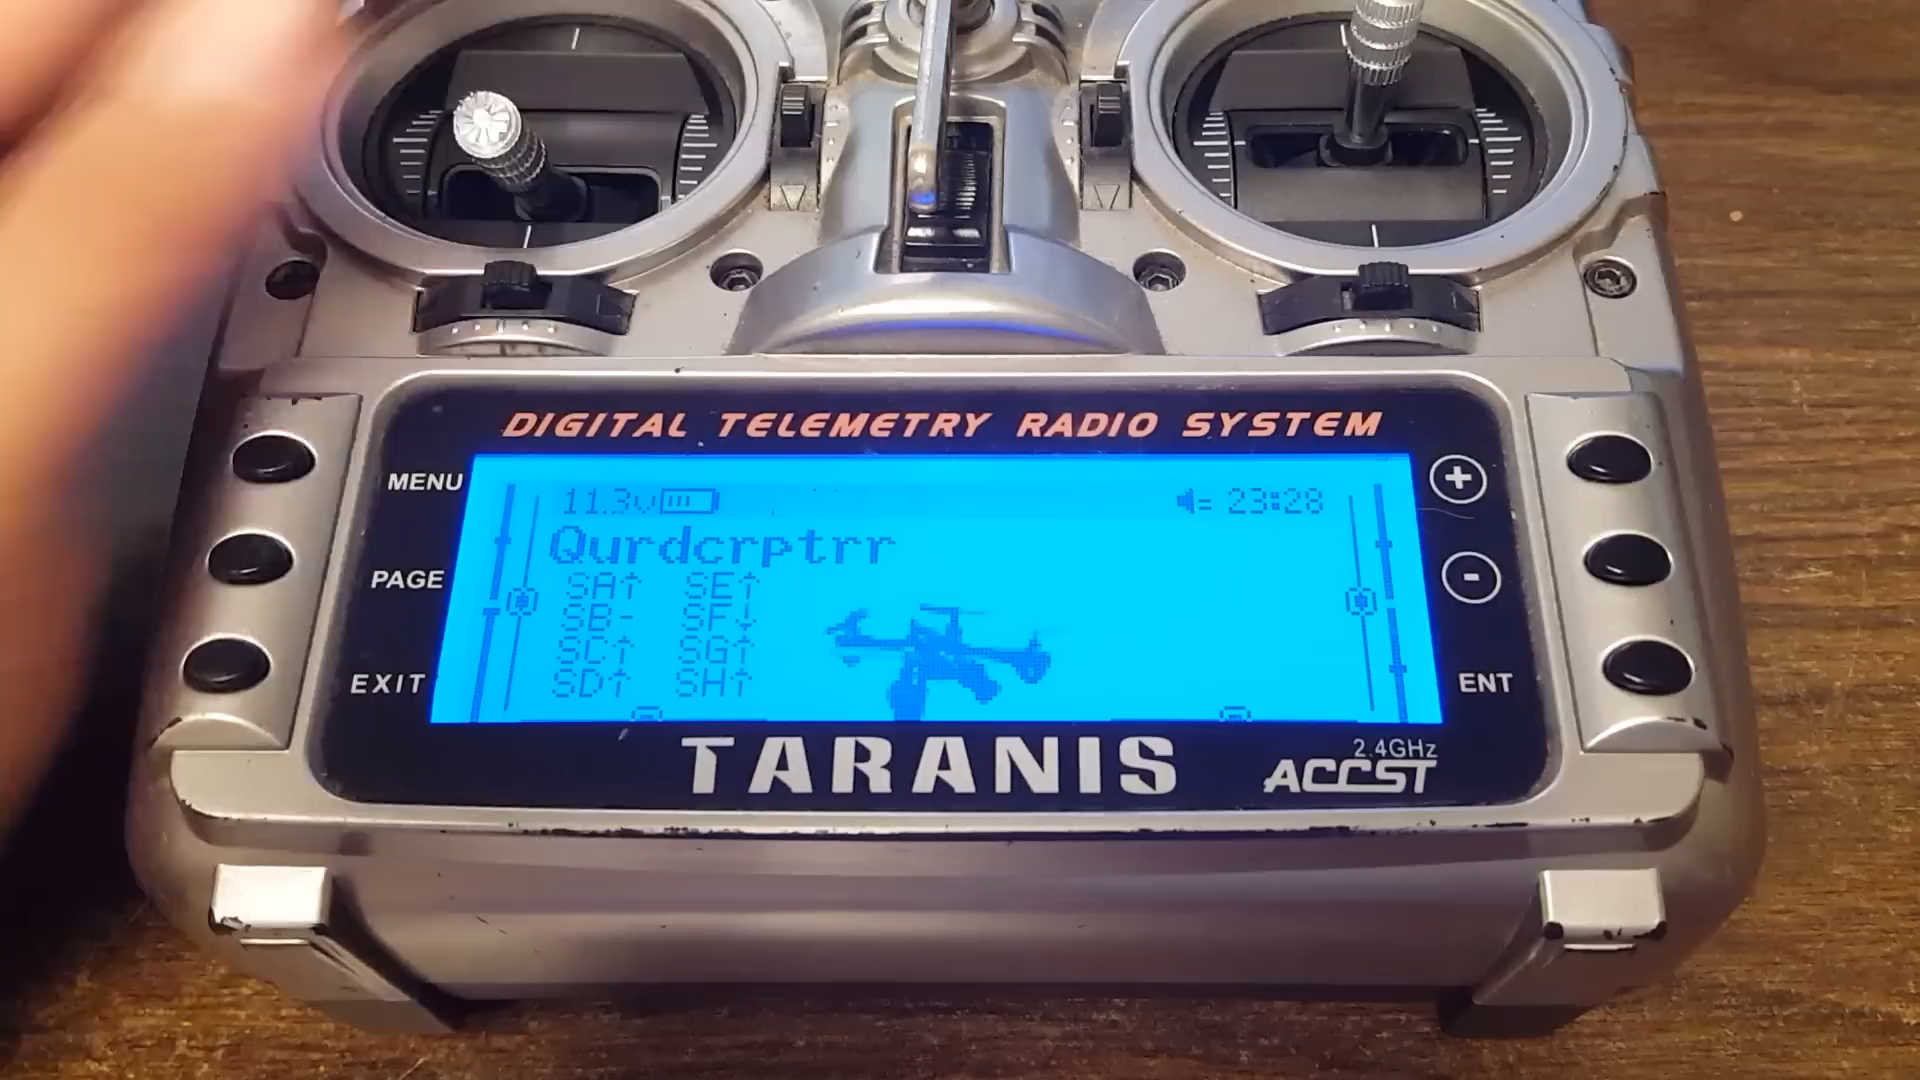 DIGITAL TELEMETRY RADIO SYSTEM
MENU
PAGE
EXIT
11.3v
23:28
Qurdcrptrr
SA↑ SE↑
SB- SF↓
SC↑ SG↑
SD↑ SH↑
+
-
ENT
TARANIS
2.4GHz
ACCST